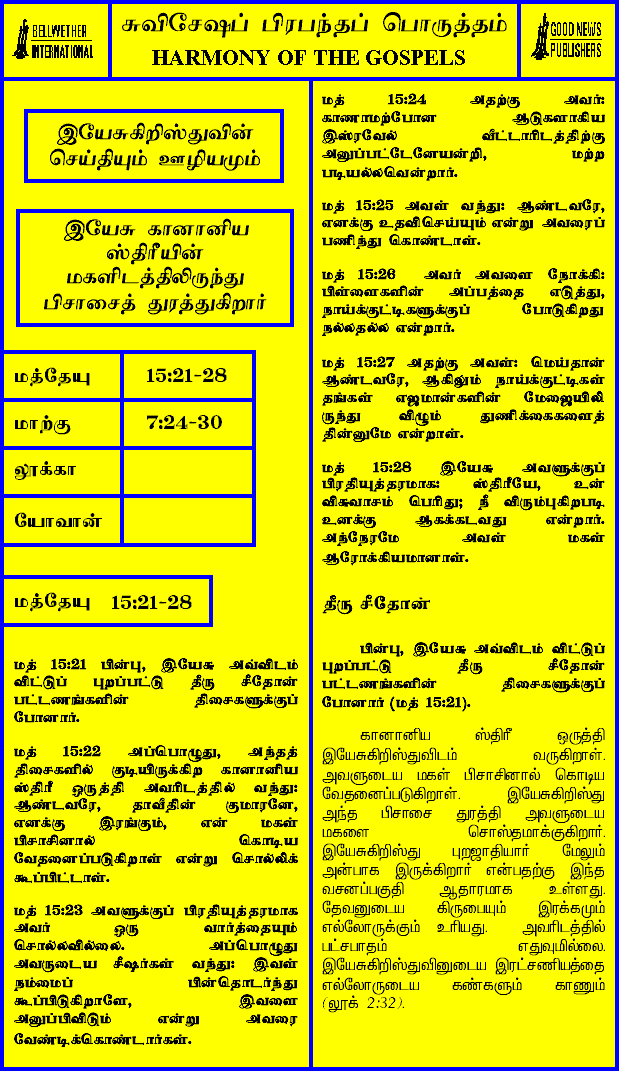 BELLWETHER
INTERNATIONAL
சுவிசேஷப் பிரபந்தப் பொருத்தம்
HARMONY OF THE GOSPELS
GOOD NEWS
PUBLISHERS
இயேசுகிறிஸ்துவின்
செய்தியும் ஊழியமும்
இயேசு கானானிய
ஸ்திரீயின்
மகளிடத்திலிருந்து
பிசாசைத் துரத்துகிறார்
மத்தேயு 15:21-28
மாற்கு 7:24-30
லூக்கா
யோவான்
மத்தேயு 15:21-28
மத் 15:21 பின்பு, இயேசு அவ்விடம்
விட்டுப் புறப்பட்டு தீரு சீதோன்
பட்டணங்களின் திசைகளுக்குப்
போனார்.
மத் 15:22 அப்பொழுது, அந்தத்
திசைகளில் குடியிருக்கிற கானானிய
ஸ்திரீ ஒருத்தி அவரிடத்தில் வந்து:
ஆண்டவரே, தாவீதின் குமாரனே,
எனக்கு இரங்கும், என் மகள்
பிசாசினால் கொடிய
வேதனைப்படுகிறாள் என்று சொல்லிக்
கூப்பிட்டாள்.
மத் 15:23 அவளுக்குப் பிரதியுத்தரமாக
அவர் ஒரு வார்த்தையும்
சொல்லவில்லை. அப்பொழுது
அவருடைய சீஷர்கள் வந்து: இவள்
நம்மைப் பின்தொடர்ந்து
கூப்பிடுகிறாளே, இவளை
அனுப்பிவிடும் என்று அவரை
வேண்டிக்கொண்டார்கள்.
மத் 15:24 அதற்கு அவர்:
காணாமற்போன ஆடுகளாகிய
இஸ்ரவேல் வீட்டாரிடத்திற்கு
அனுப்பட்டேனேயன்றி, மற்ற
படியல்லவென்றார்.
மத் 15:25 அவள் வந்து: ஆண்டவரே,
எனக்கு உதவிசெய்யும் என்று அவரைப்
பணிந்து கொண்டாள்.
மத் 15:26 அவர் அவளை நோக்கி:
பிள்ளைகளின் அப்பத்தை எடுத்து,
நாய்க்குட்டிகளுக்குப் போடுகிறது
நல்லதல்ல என்றார்.
மத் 15:27 அதற்கு அவள்: மெய்தான்
ஆண்டவரே, ஆகிலும் நாய்க்குட்டிகள்
தங்கள் எஜமான்களின் மேஜையிலி
ருந்து விழும் துணிக்கைகளைத்
தின்னுமே என்றாள்.
மத் 15:28 இயேசு அவளுக்குப்
பிரதியுத்தரமாக: ஸ்திரீயே, உன்
விசுவாசம் பெரிது; நீ விரும்புகிறபடி
உனக்கு ஆகக்கடவது என்றார்.
அந்நேரமே அவள் மகள்
ஆரோக்கியமானாள்.
தீரு சீதோன்
பின்பு, இயேசு அவ்விடம் விட்டுப்
புறப்பட்டு தீரு சீதோன்
பட்டணங்களின் திசைகளுக்குப்
போனார் (மத் 15:21).
கானானிய ஸ்திரீ ஒருத்தி
இயேசுகிறிஸ்துவிடம் வருகிறாள்.
அவளுடைய மகள் பிசாசினால் கொடிய
வேதனைப்படுகிறாள். இயேசுகிறிஸ்து
அந்த பிசாசை துரத்தி அவளுடைய
மகளை சொஸ்தமாக்குகிறார்.
இயேசுகிறிஸ்து புறஜாதியார் மேலும்
அன்பாக இருக்கிறார் என்பதற்கு இந்த
வசனப்பகுதி ஆதாரமாக உள்ளது.
தேவனுடைய கிருபையும் இரக்கமும்
எல்லோருக்கும் உரியது. அவரிடத்தில்
பட்சபாதம் எதுவுமில்லை.
இயேசுகிறிஸ்துவினுடைய இரட்சணியத்தை
எல்லோருடைய கண்களும் காணும்
(லூக் 2:32).